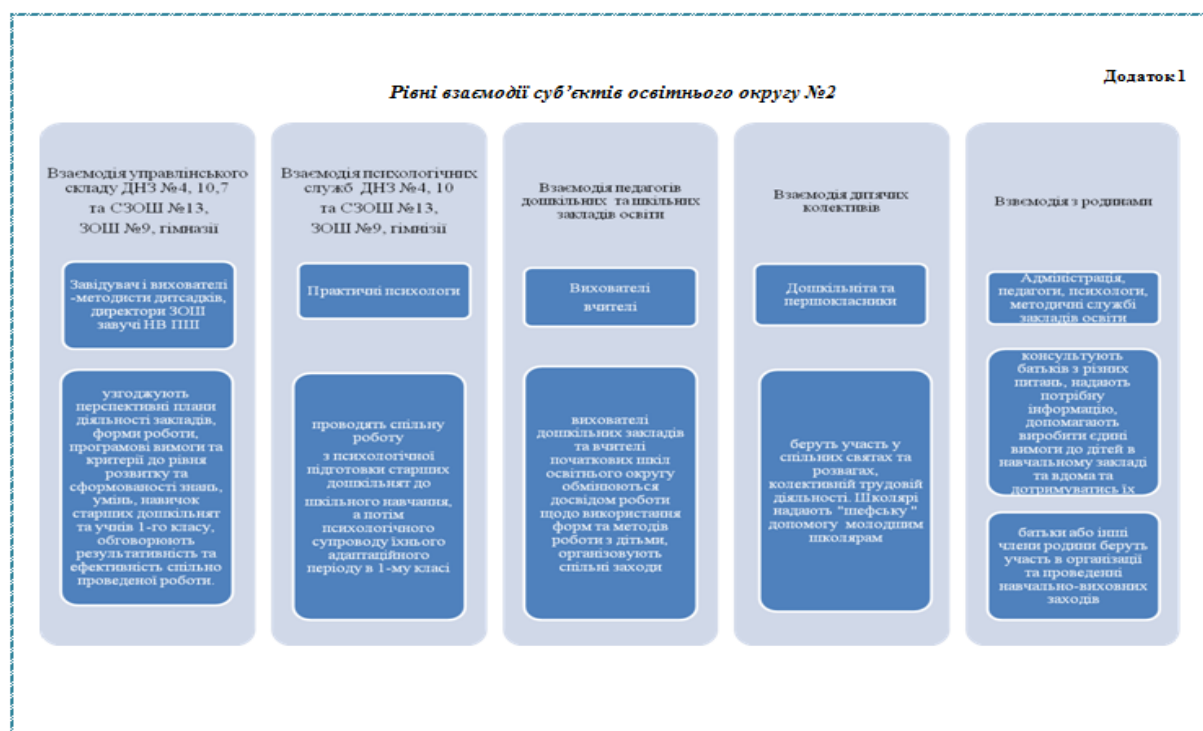 Додаток 1
Рівні взаємодії суб’єктів освітнього округу №2
Взаємодія управлінського
складу ДНЗ №4, 10,7
та СЗОШ №13,
ЗОШ №9, гімназії
Завідувач і вихователі
-методисти дитсадків,
директори ЗОШ
завучі НВ ПШ
узгоджують
перспективні плани
діяльності закладів,
форми роботи,
програмові вимоги та
критерії до рівня
розвитку та
сформованості знань,
умінь, навичок
старших дошкільнят
та учнів 1-го класу,
обговорюють
результативність та
ефективність спільно
проведеної роботи.
Взаємодія психологічних
служб ДНЗ №4, 10
та СЗОШ №13,
ЗОШ №9, гімнізії
Практичні психологи
проводять спільну
роботу
з психологічної
підготовки старших
дошкільнят до
шкільного навчання,
а потім
психологічного
супроводу їхнього
адаптаційного
періоду в 1-му класі
Взаємодія педагогів
дошкільних та шкільних
закладів освіти
Вихователі
вчителі
вихователі
дошкільних закладів
та вчителі
початкових шкіл
освітнього округу
обмінюються
досвідом роботи
щодо використання
форм та методів
роботи з дітьми,
організовують
спільні заходи
Взаємодія дитячих
колективів
Дошкільніта та
першокласники
беруть участь у
спільних святах та
розвагах,
колективній трудовій
діяльності. Школярі
надають "шефську "
допомогу молодшим
школярам
Взвємодія з родинами
Адміністрація,
педагоги, психологи,
методичні службі
закладів освіти
консультують
батьків з різних
питань, надають
потрібну
інформацію,
допомагають
виробити єдині
вимоги до дітей в
навчальному закладі
та вдома та
дотримуватись їх
батьки або інші
члени родини беруть
участь в організації
та проведенні
навчально-виховних
заходів